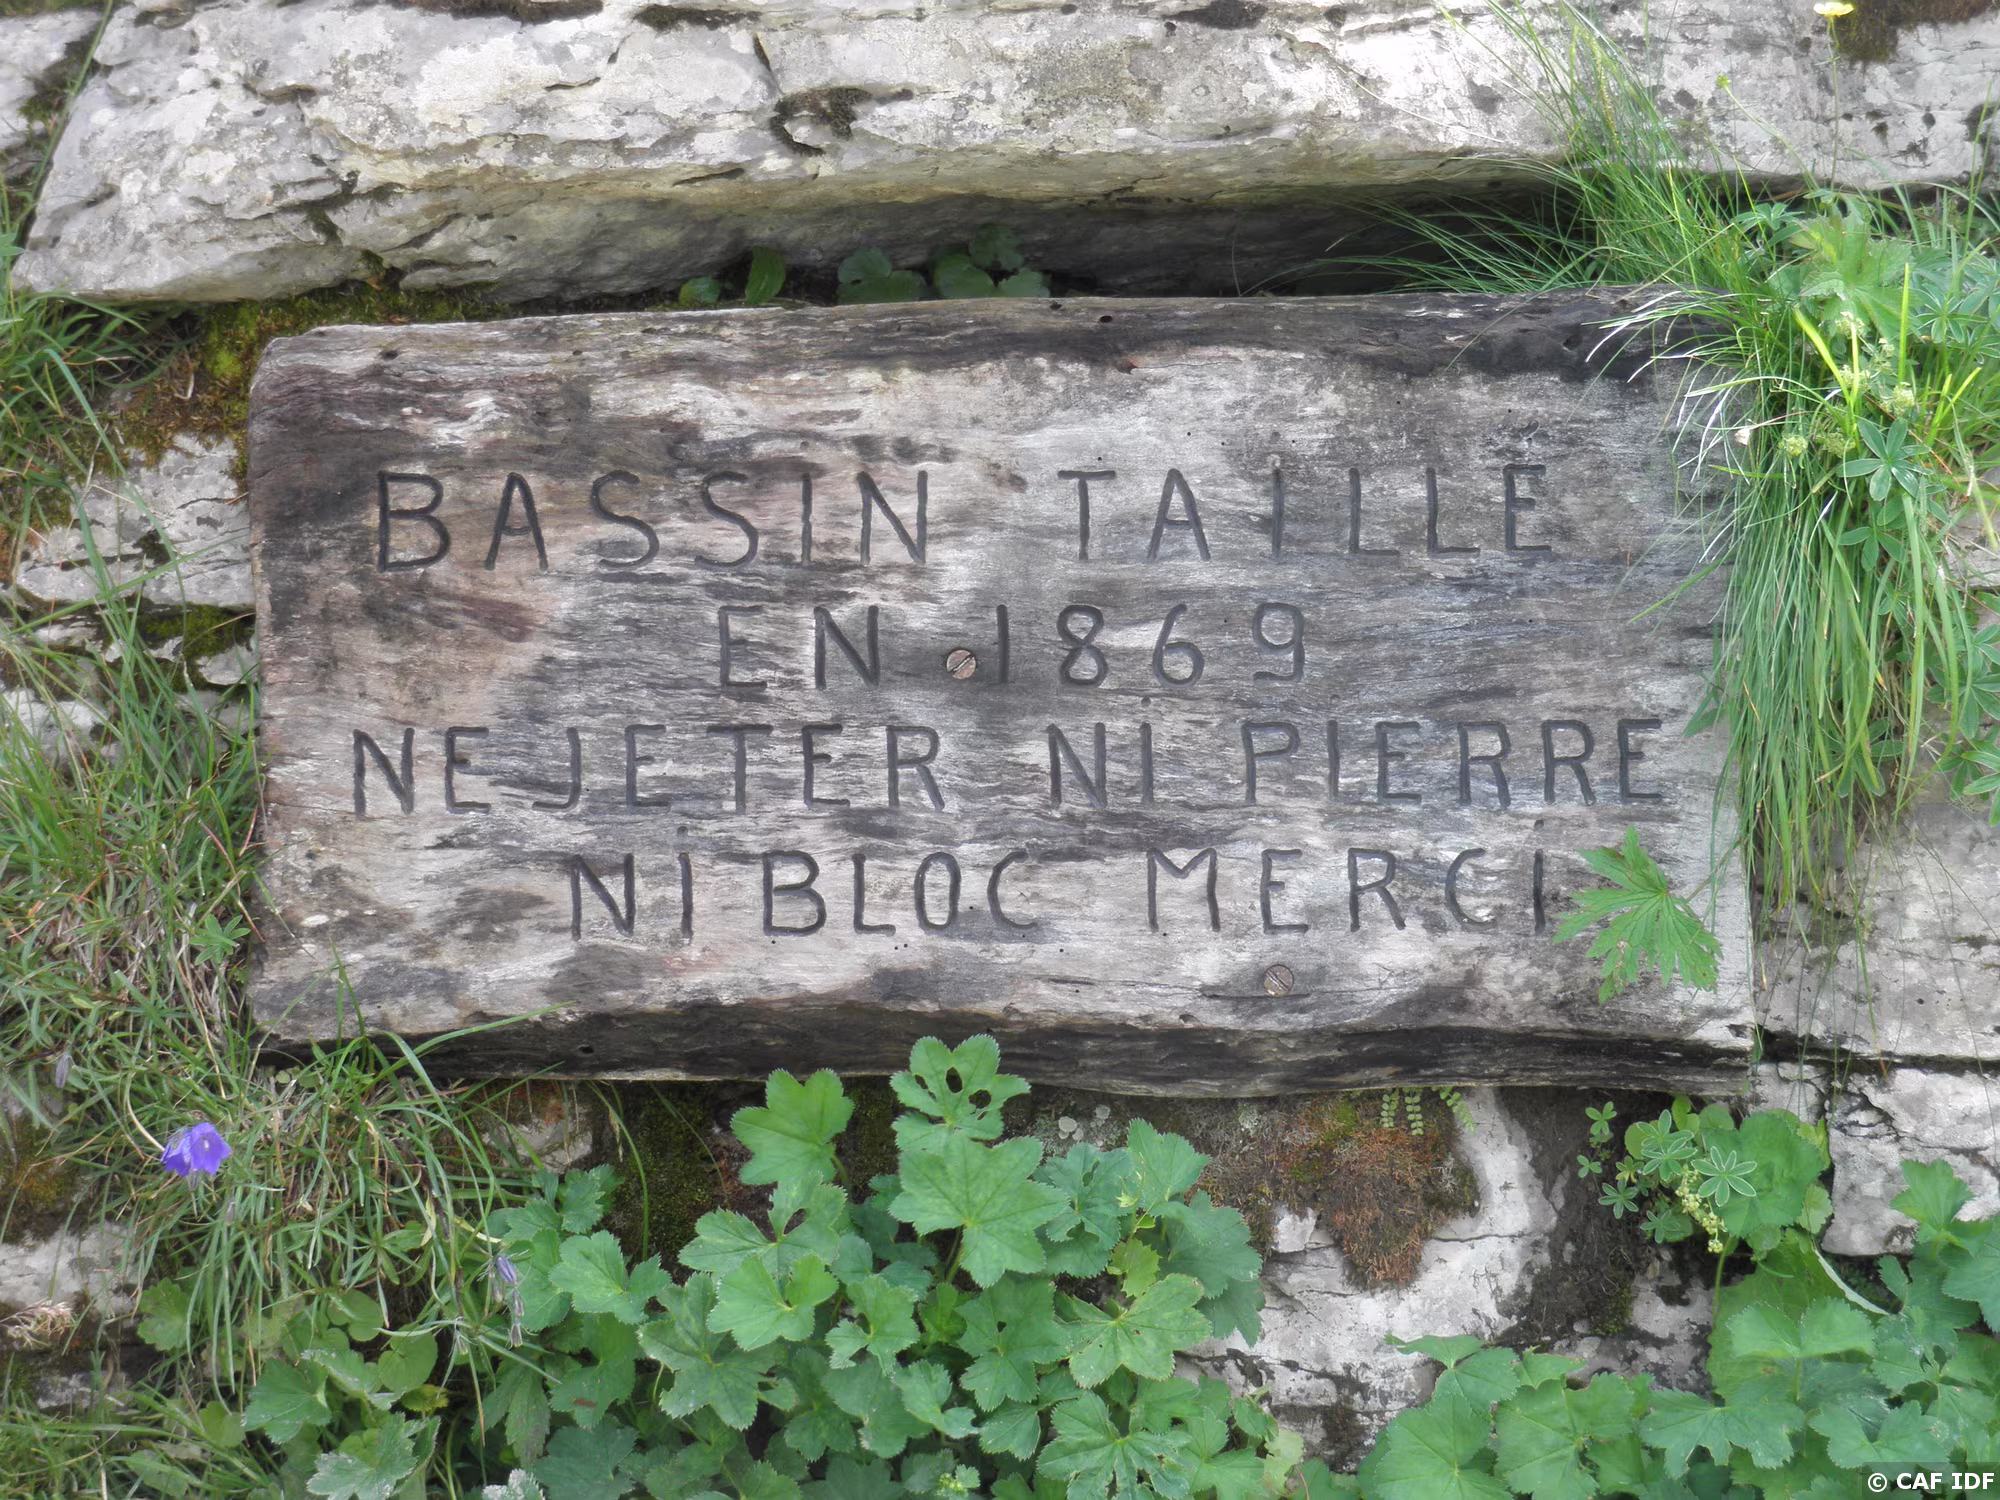 BASSIN TAILLÉ
EN 1869
NE JETER NI PIERRE
NI BLOC MERCI
© CAF IDF